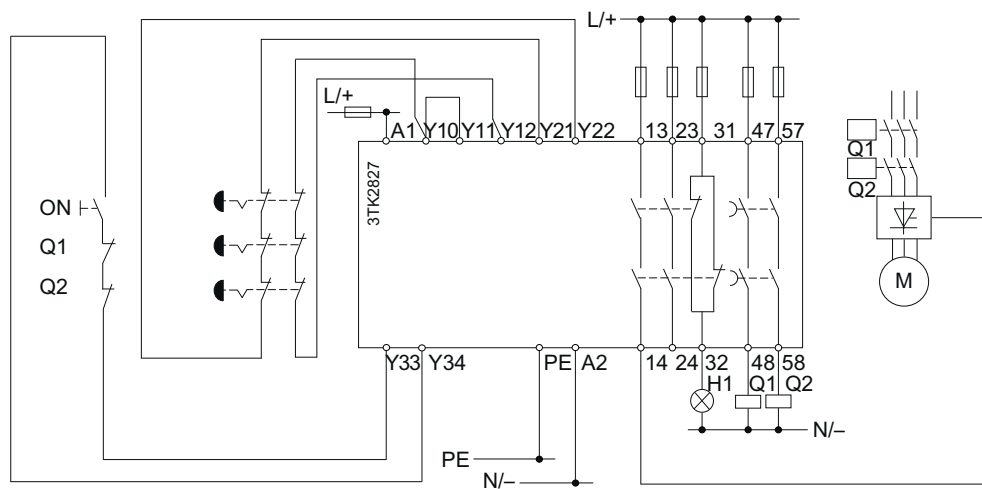 L/+
L/+
A1 Y10 Y11 Y12 Y21 Y22 13 23 31 47 57
3TK2827
Q1
Q2
ON
Q1
Q2
M
Y33 Y34 PE A2 14 24 32 48 58
H1 Q1 Q2
N/–
PE
N/–